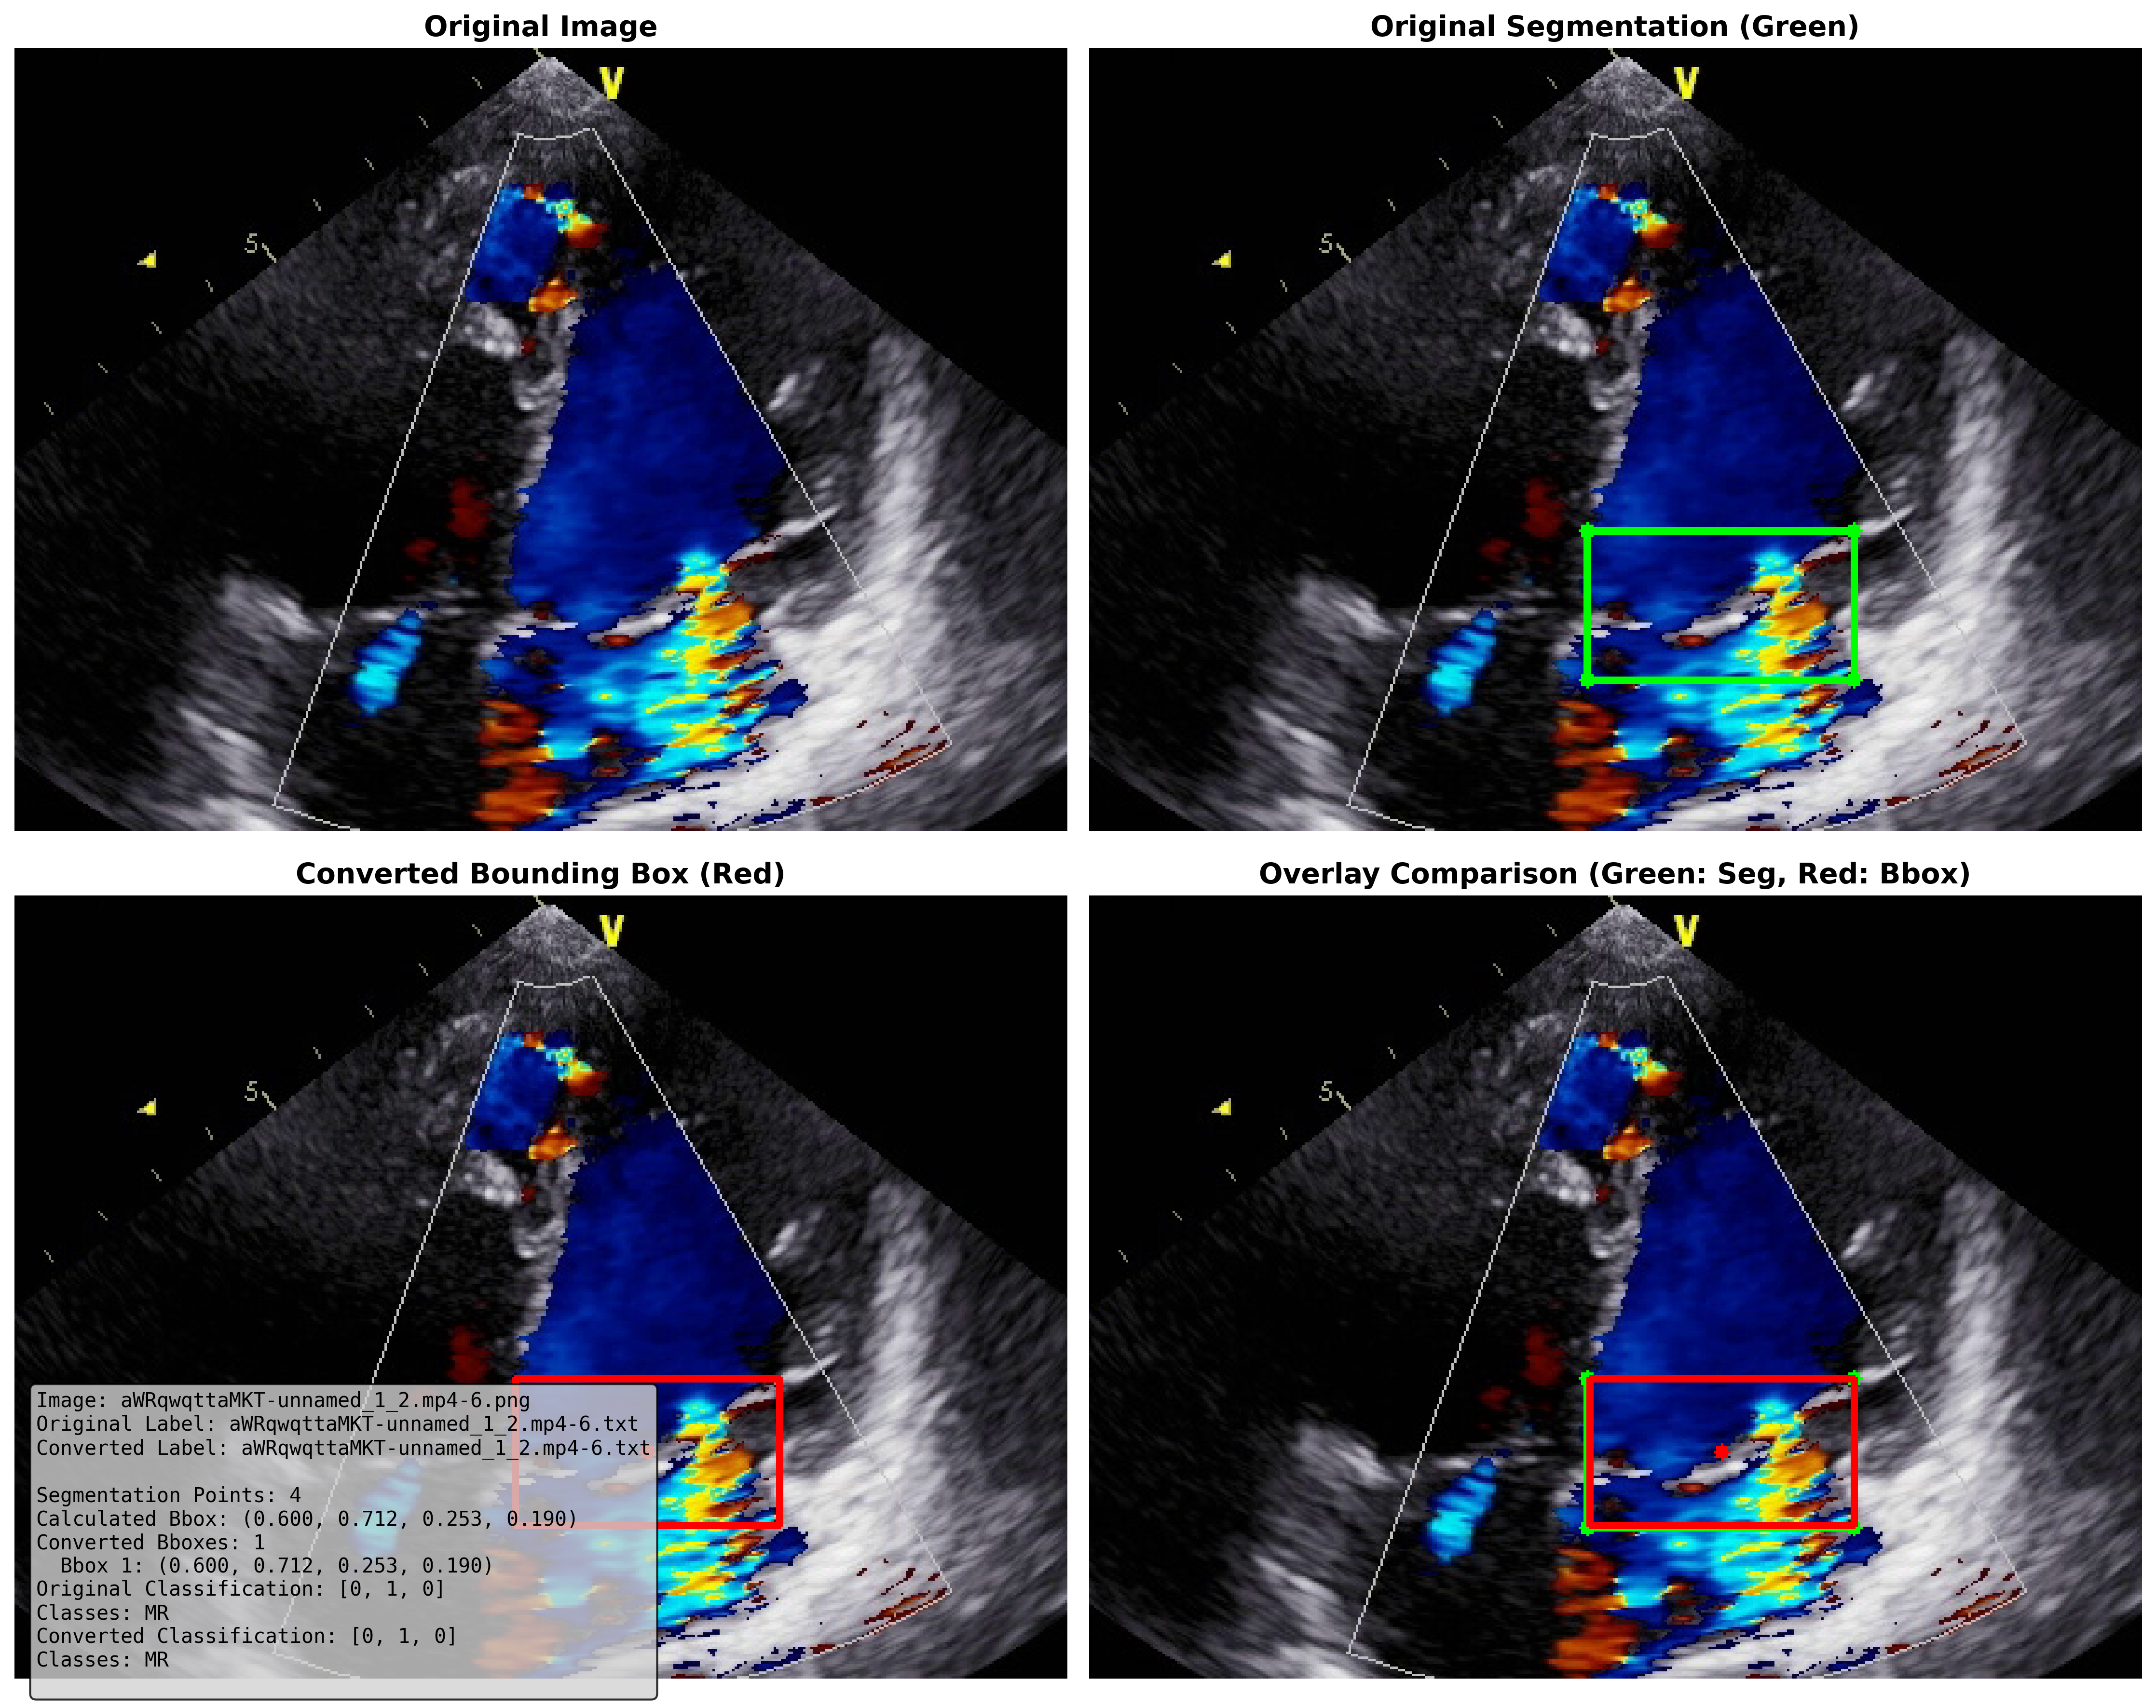 Original Image
Original Segmentation (Green)
V
5
V
5
Converted Bounding Box (Red)
Overlay Comparison (Green: Seg, Red: Bbox)
V
5
V
5
Image: aWRqwqttaMKT-unnamed_1_2.mp4-6.png
Original Label: aWRqwqttaMKT-unnamed_1_2.mp4-6.txt
Converted Label: aWRqwqttaMKT-unnamed_1_2.mp4-6.txt
Segmentation Points: 4
Calculated Bbox: (0.600, 0.712, 0.253, 0.190)
Converted Bboxes: 1
Bbox 1: (0.600, 0.712, 0.253, 0.190)
Original Classification: [0, 1, 0]
Classes: MR
Converted Classification: [0, 1, 0]
Classes: MR